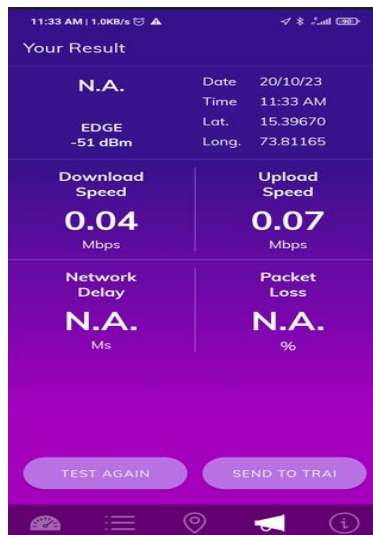 11:33 AM | 1.0KB/s
90
Your Result
N.A.
EDGE
-51 dBm
Date 20/10/23
Time 11:33 AM
Lat. 15.39670
Long. 73.81165
Download
Speed
0.04
Mbps
Upload
Speed
0.07
Mbps
Network
Delay
N.A.
Ms
Packet
Loss
N.A.
%
TEST AGAIN
SEND TO TRAI